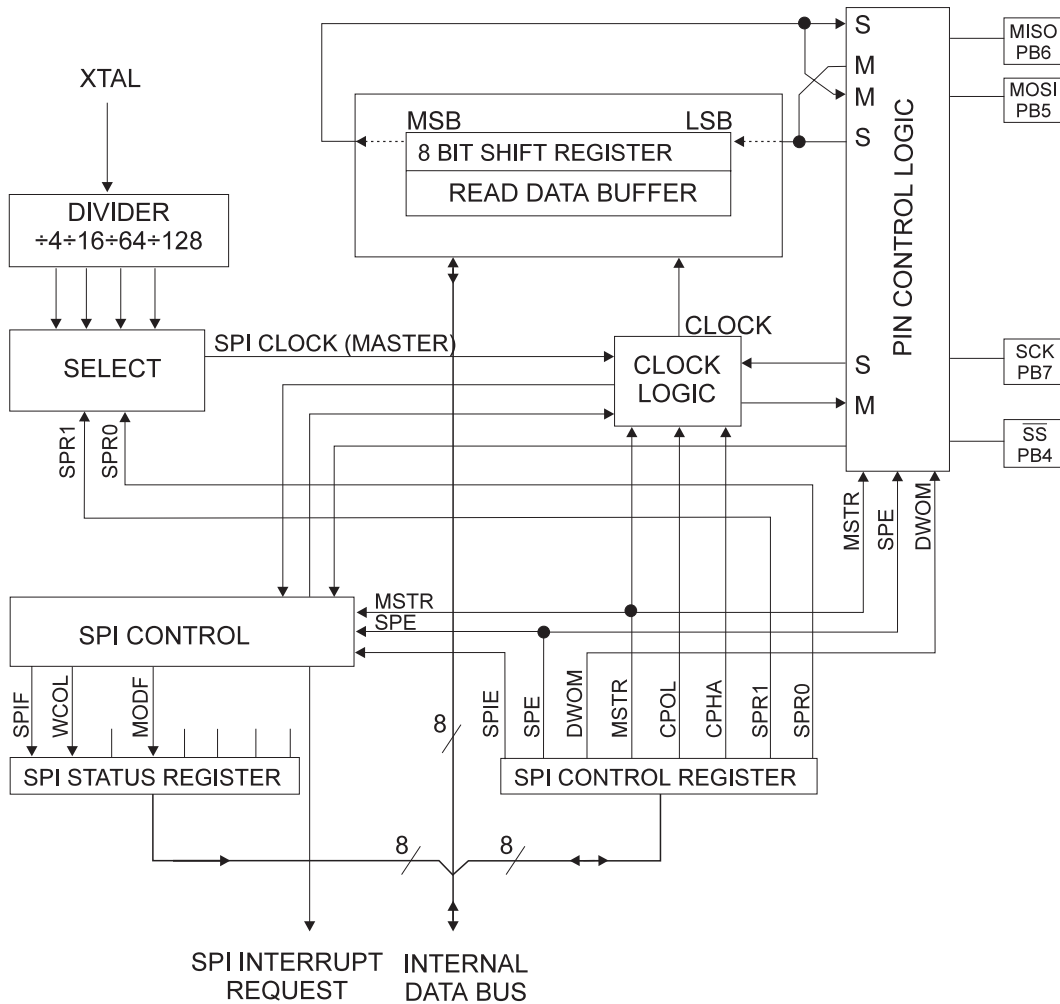 XTAL
DIVIDER
÷4÷16÷64÷128
SELECT
SPR1
SPR0
SPI CLOCK (MASTER)
MSB
LSB
8 BIT SHIFT REGISTER
READ DATA BUFFER
CLOCK
CLOCK
LOGIC
S
M
M
S
S
M
PIN CONTROL LOGIC
MISO
PB6
MOSI
PB5
SCK
PB7
SS
PB4
MSTR
SPE
DWOM
SPI CONTROL
MSTR
SPE
SPIF
WCOL
MODF
SPI STATUS REGISTER
8
SPIE
SPE
DWOM
MSTR
CPOL
CPHA
SPR1
SPR0
SPI CONTROL REGISTER
8
8
SPI INTERRUPT
REQUEST
INTERNAL
DATA BUS